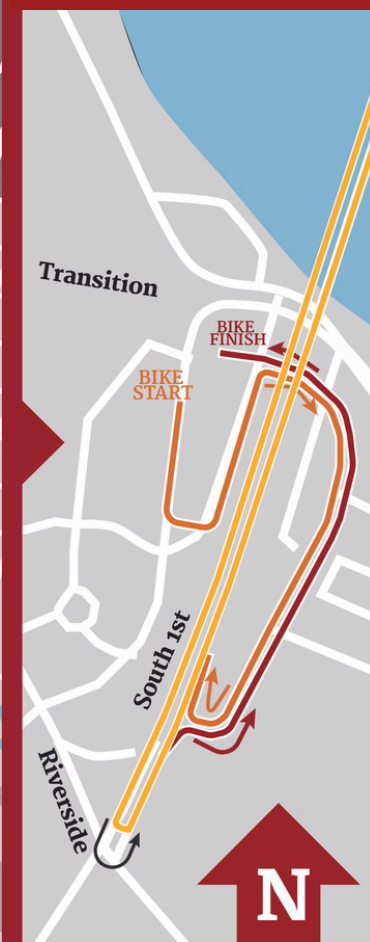 Transition
BIKE
FINISH
BIKE
START
South 1st
Riverside
N